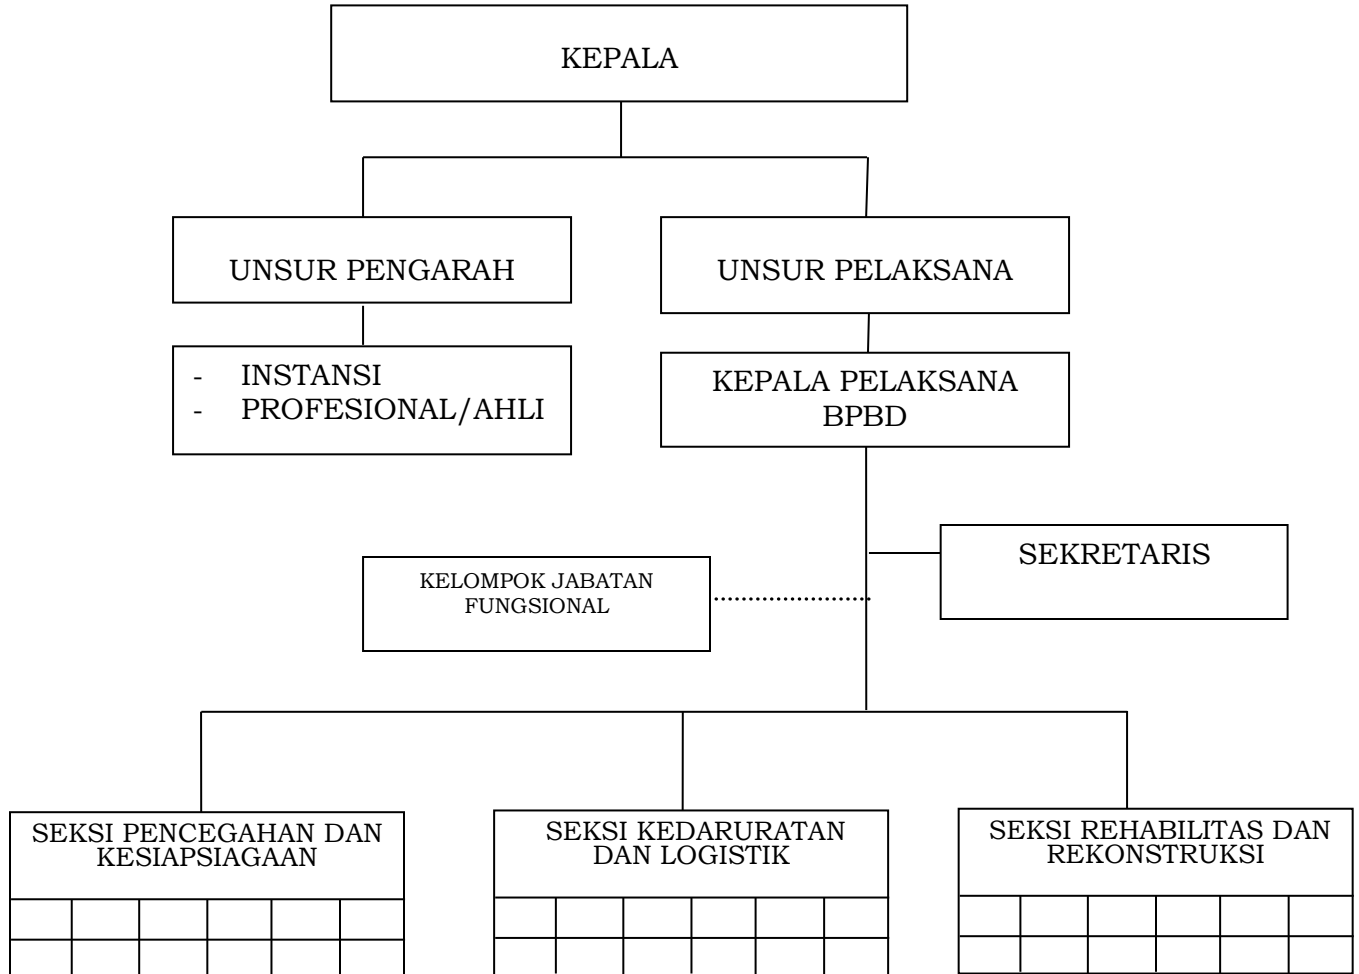 KEPALA
UNSUR PENGARAH
UNSUR PELAKSANA
- INSTANSI
- PROFESIONAL/AHLI
KEPALA PELAKSANA
BPBD
SEKRETARIS
KELOMPOK JABATAN
FUNGSIONAL
SEKSI PENCEGAHAN DAN
KESIAPSIAGAAN
SEKSI KEDARURATAN
DAN LOGISTIK
SEKSI REHABILITAS DAN
REKONSTRUKSI